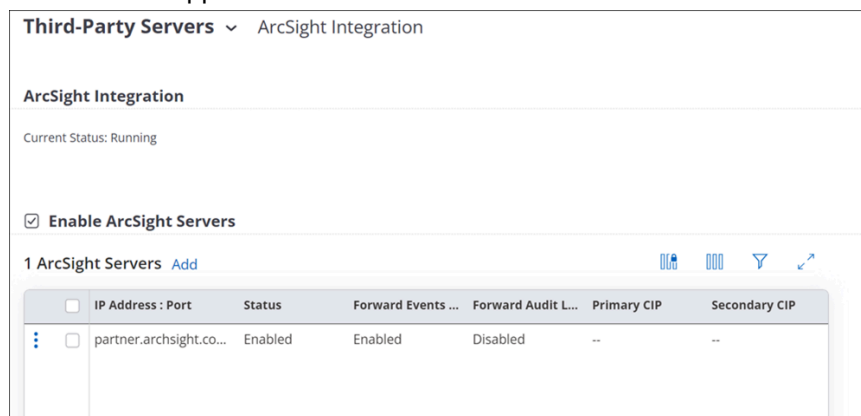 Third-Party Servers ArcSight Integration
ArcSight Integration
Current Status: Running
Enable ArcSight Servers
1 ArcSight Servers Add
IP Address : Port Status Forward Events ... Forward Audit L... Primary CIP Secondary CIP
partner.archsight.co... Enabled Enabled Disabled -- --